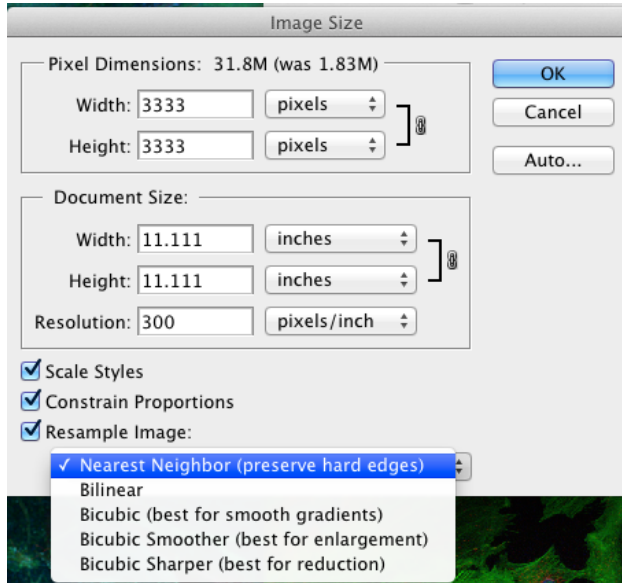 Image Size
Pixel Dimensions: 31.8M (was 1.83M)
Width: 3333 pixels
Height: 3333 pixels
OK
Cancel
Auto...
Document Size:
Width: 11.111 inches
Height: 11.111 inches
Resolution: 300 pixels/inch
Scale Styles
Constrain Proportions
Resample Image:
✓ Nearest Neighbor (preserve hard edges)
Bilinear
Bicubic (best for smooth gradients)
Bicubic Smoother (best for enlargement)
Bicubic Sharper (best for reduction)